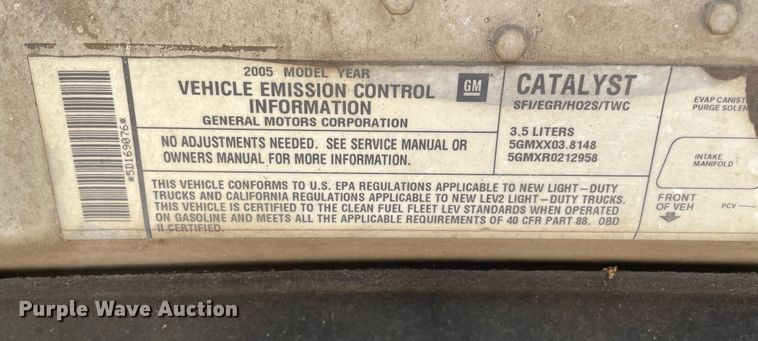 *5D169076*
2005 MODEL YEAR
VEHICLE EMISSION CONTROL
INFORMATION
GENERAL MOTORS CORPORATION
GM
CATALYST
SFI/EGR/HO2S/TWC
NO ADJUSTMENTS NEEDED. SEE SERVICE MANUAL OR
OWNERS MANUAL FOR MORE INFORMATION.
3.5 LITERS
5GMXX03.8148
5GMXR0212958
THIS VEHICLE CONFORMS TO U.S. EPA REGULATIONS APPLICABLE TO NEW LIGHT-DUTY
TRUCKS AND CALIFORNIA REGULATIONS APPLICABLE TO NEW LEV2 LIGHT-DUTY TRUCKS.
THIS VEHICLE IS CERTIFIED TO THE CLEAN FUEL FLEET LEV STANDARDS WHEN OPERATED
ON GASOLINE AND MEETS ALL THE APPLICABLE REQUIREMENTS OF 40 CFR PART 88. OBD
II CERTIFIED.
EVAP CANIST
PURGE SOLEN
INTAKE
MANIFOLD
FRONT
OF VEH
PCV
Purple Wave Auction